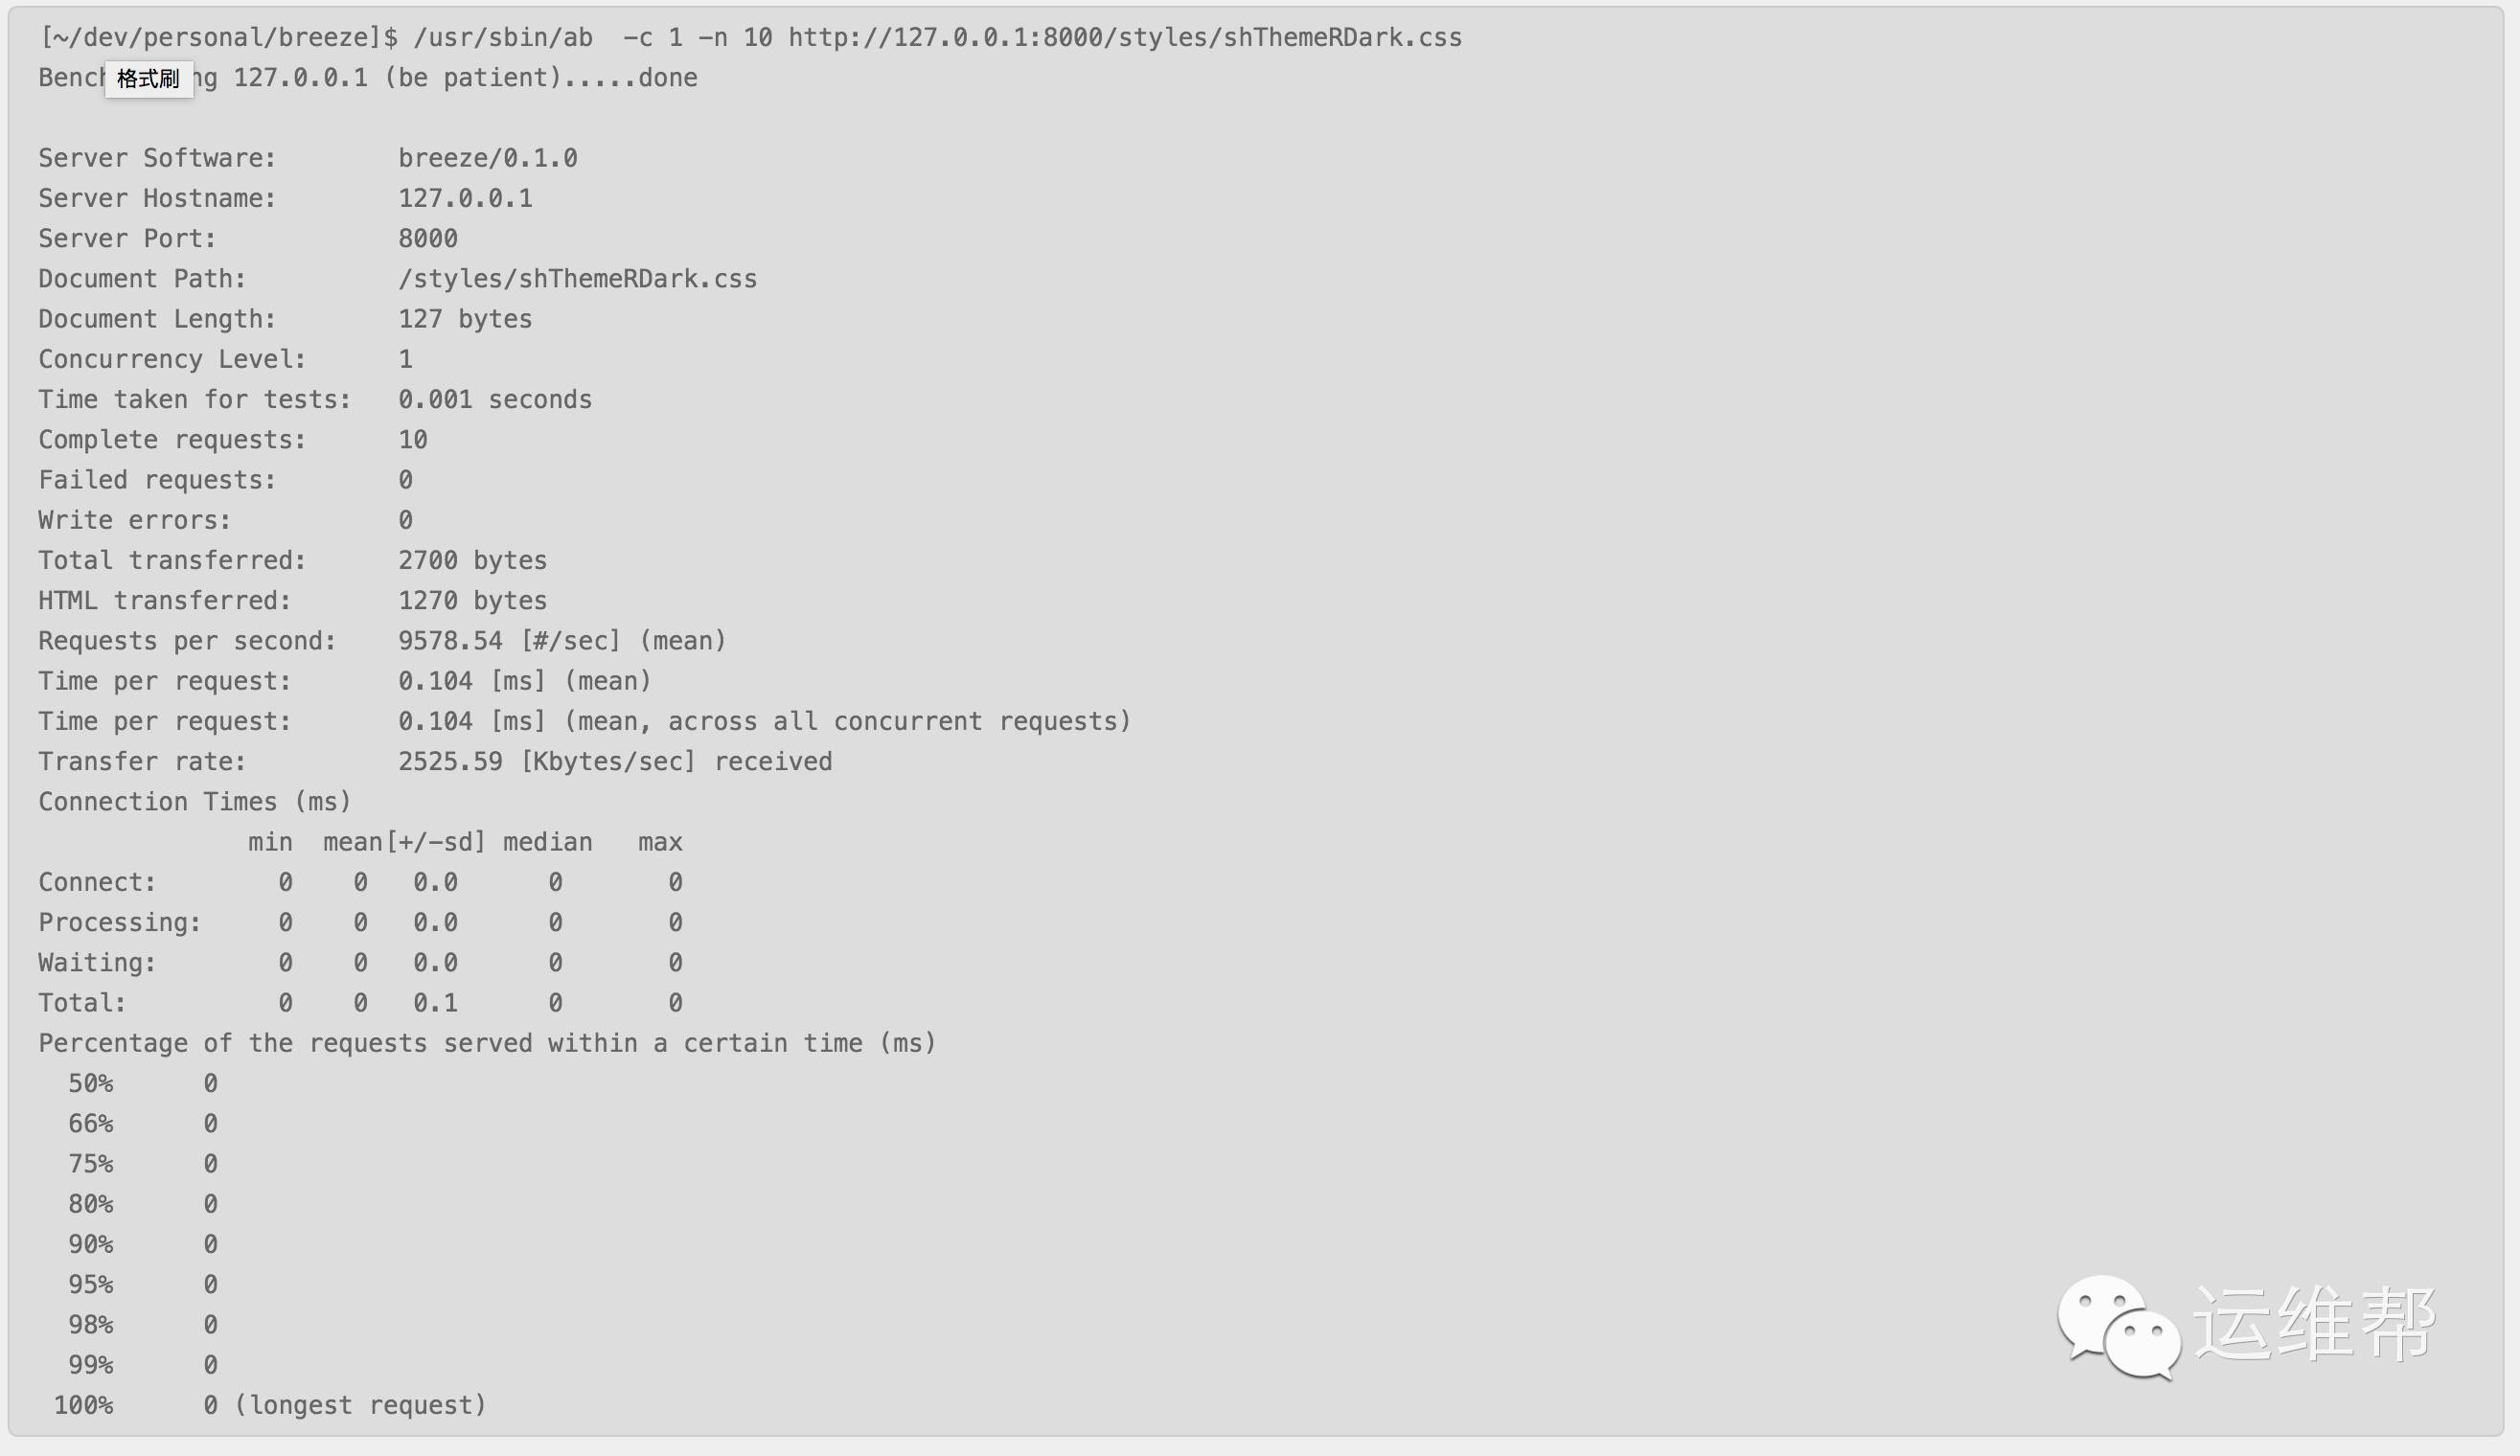 [~/dev/personal/breeze]$ /usr/sbin/ab  -c 1 -n 10 http://127.0.0.1:8000/styles/shThemeRDark.css
Bench 格式刷 ng 127.0.0.1 (be patient).....done
Server Software:        breeze/0.1.0
Server Hostname:        127.0.0.1
Server Port:            8000
Document Path:          /styles/shThemeRDark.css
Document Length:        127 bytes
Concurrency Level:      1
Time taken for tests:   0.001 seconds
Complete requests:      10
Failed requests:        0
Write errors:           0
Total transferred:      2700 bytes
HTML transferred:       1270 bytes
Requests per second:    9578.54 [#/sec] (mean)
Time per request:       0.104 [ms] (mean)
Time per request:       0.104 [ms] (mean, across all concurrent requests)
Transfer rate:          2525.59 [Kbytes/sec] received
Connection Times (ms)
              min  mean[+/-sd] median   max
Connect:        0    0   0.0      0       0
Processing:     0    0   0.0      0       0
Waiting:        0    0   0.0      0       0
Total:          0    0   0.1      0       0
Percentage of the requests served within a certain time (ms)
  50%      0
  66%      0
  75%      0
  80%      0
  90%      0
  95%      0
  98%      0
  99%      0
 100%      0 (longest request)
运维帮